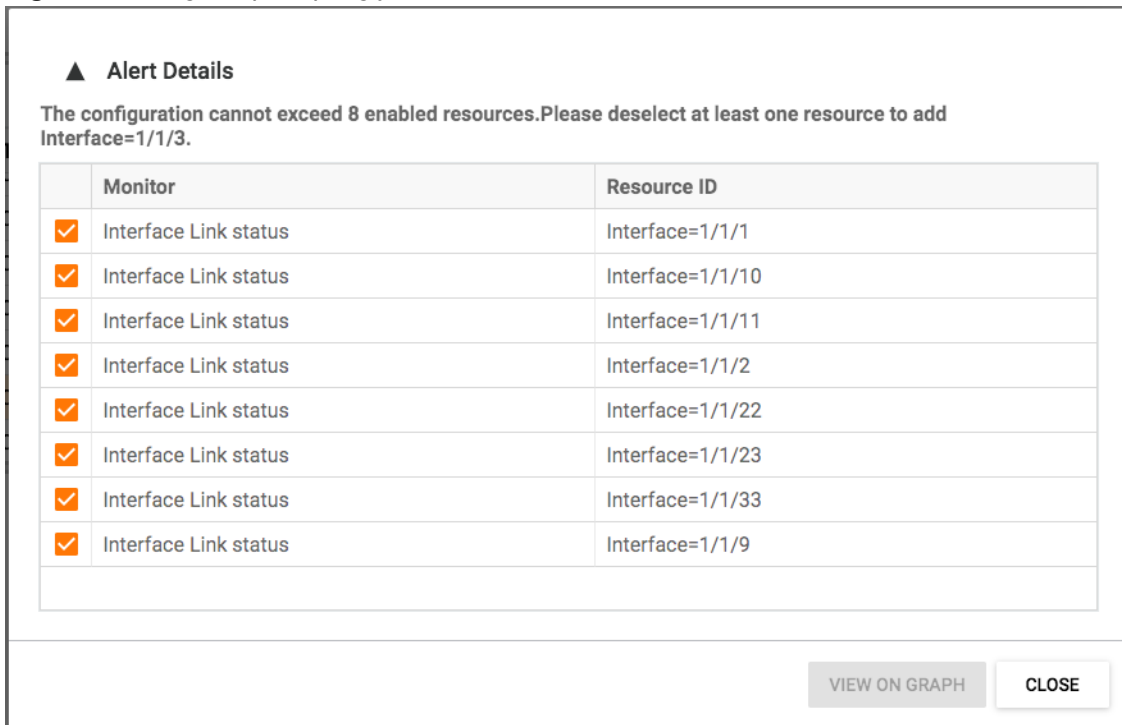 Alert Details
The configuration cannot exceed 8 enabled resources.Please deselect at least one resource to add
Interface=1/1/3.
Monitor Resource ID
Interface Link status Interface=1/1/1
Interface Link status Interface=1/1/10
Interface Link status Interface=1/1/11
Interface Link status Interface=1/1/2
Interface Link status Interface=1/1/22
Interface Link status Interface=1/1/23
Interface Link status Interface=1/1/33
Interface Link status Interface=1/1/9
VIEW ON GRAPH CLOSE